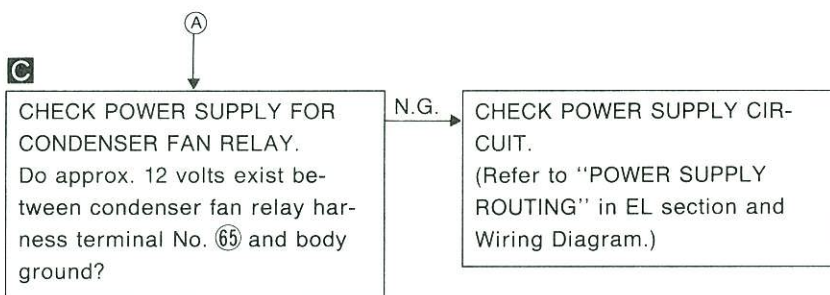 Ⓐ
C
CHECK POWER SUPPLY FOR
CONDENSER FAN RELAY.
Do approx. 12 volts exist be-
tween condenser fan relay har-
ness terminal No. ㊿ and body
ground?
N.G.
CHECK POWER SUPPLY CIR-
CUIT.
(Refer to ‘‘POWER SUPPLY
ROUTING’’ in EL section and
Wiring Diagram.)